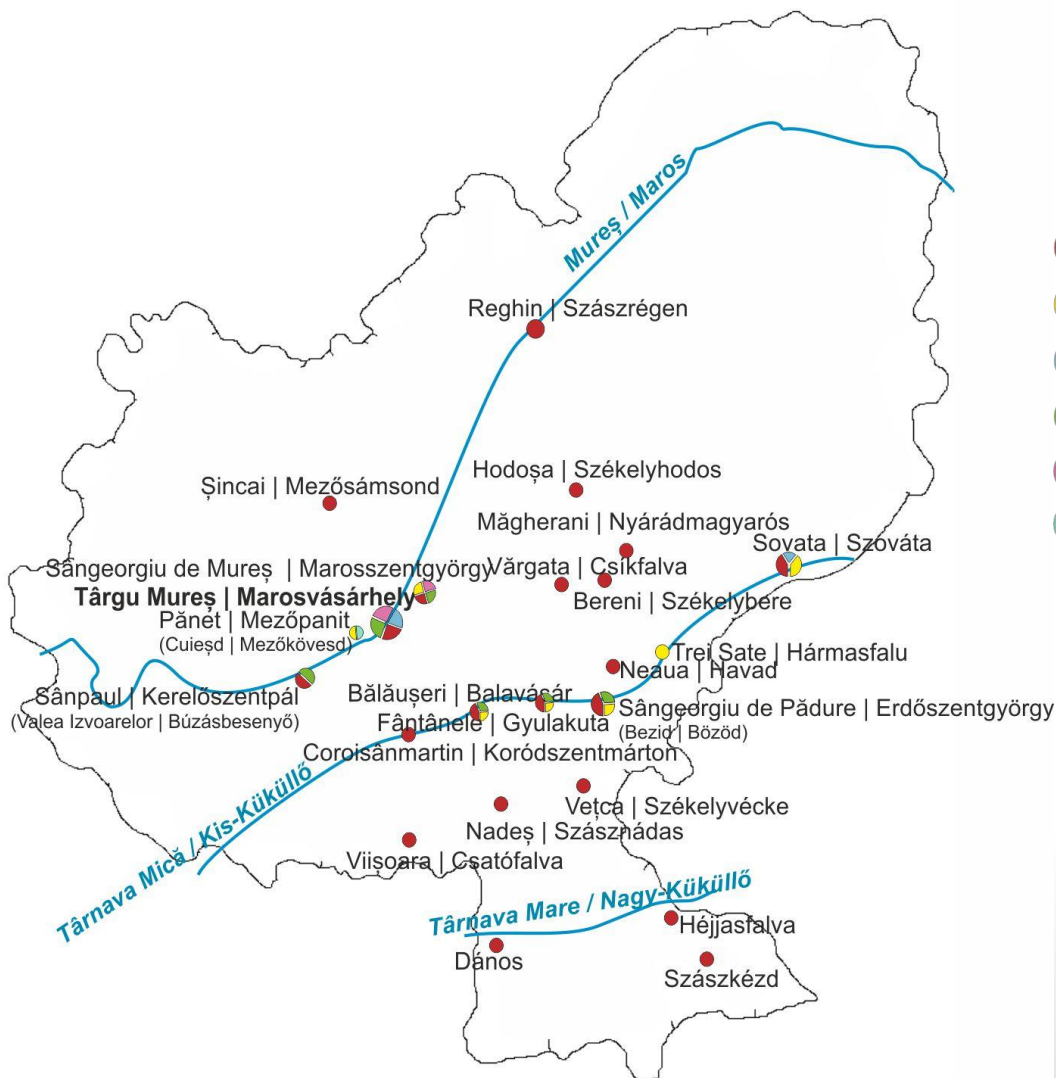 Mureș / Maros
Reghin | Szászrégen
Șincai | Mezősámsond
Hodoșa | Székelyhodos
Măgherani | Nyárádmagyarós
Sovata | Szováta
Sângeorgiu de Mureș | Marosszentgyörgy
Vărgata | Csíkfalva
Târgu Mureș | Marosvásárhely
Bereni | Székelybere
Pănet | Mezőpanit
(Cuieșd | Mezőkövesd)
Trei Sate | Hármasfalu
Neaua | Havad
Sânpaul | Kerelőszentpál
(Valea Izvoarelor | Búzásbesenyő)
Bălăușeri | Balavásár
Sângeorgiu de Pădure | Erdőszentgyörgy
(Bezid | Bözöd)
Fântânele | Gyulakuta
Coroisânmartin | Koródszentmárton
Vețca | Székelyvécke
Nadeș | Szásznádas
Viisoara | Csatófalva
Târnava Mică / Kis-Küküllő
Târnava Mare / Nagy-Küküllő
Héjjasfalva
Dános
Szászkézd